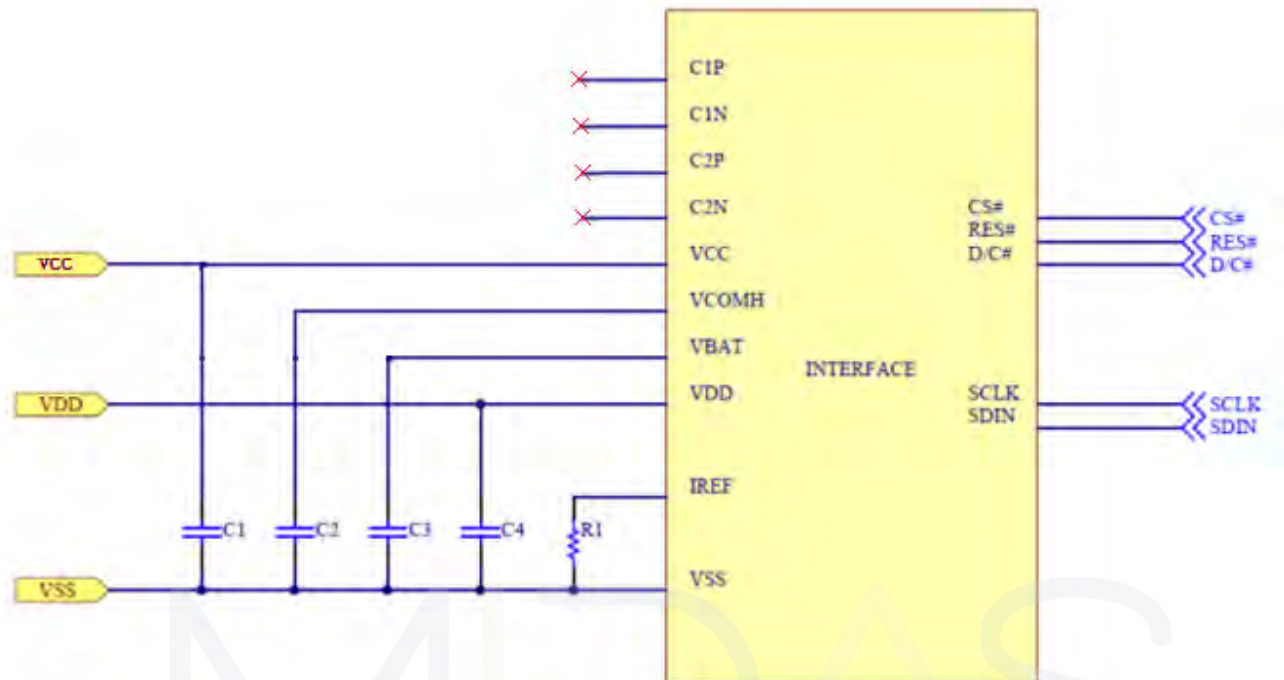 C1P
C1N
C2P
C2N
VCC
VCOMH
VBAT
VDD
IREF
VSS
INTERFACE
CS#
RES#
D/C#
SCLK
SDIN
CS#
RES#
D/C#
SCLK
SDIN
VCC
VDD
VSS
C1
C2
C3
C4
R1
MIDAS